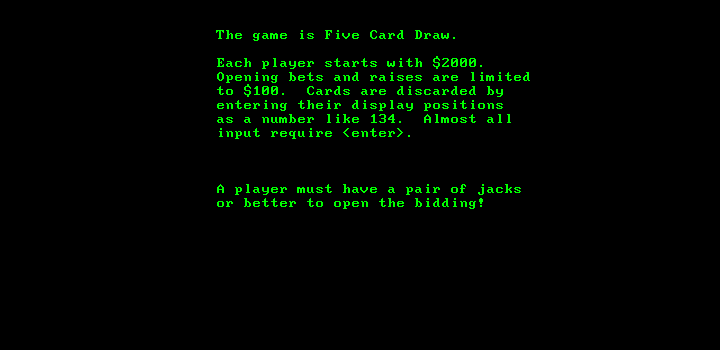 The game is Five Card Draw.
Each player starts with $2000.
Opening bets and raises are limited
to $100.  Cards are discarded by
entering their display positions
as a number like 134.  Almost all
input require <enter>.
A player must have a pair of jacks
or better to open the bidding!